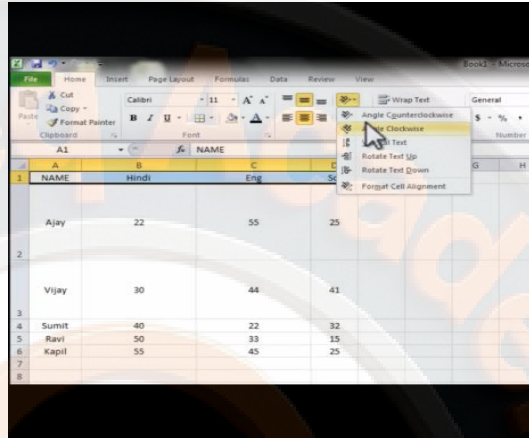 Book1 - Microso
File Home Insert Page Layout Formulas Data Review View
Cut
Copy
Format Painter
Paste
Clipboard
Calibri 11 A A
B I U A
Font
Wrap Text
General
$ % ,
Number
Angle Counterclockwise
Angle Clockwise
Text
Rotate Text Up
Rotate Text Down
Format Cell Alignment
A1 fx NAME
A B C G H
1 NAME Hindi Eng
2 Ajay 22 55 25
3 Vijay 30 44 41
4 Sumit 40 22 32
5 Ravi 50 33 15
6 Kapil 55 45 25
7
8